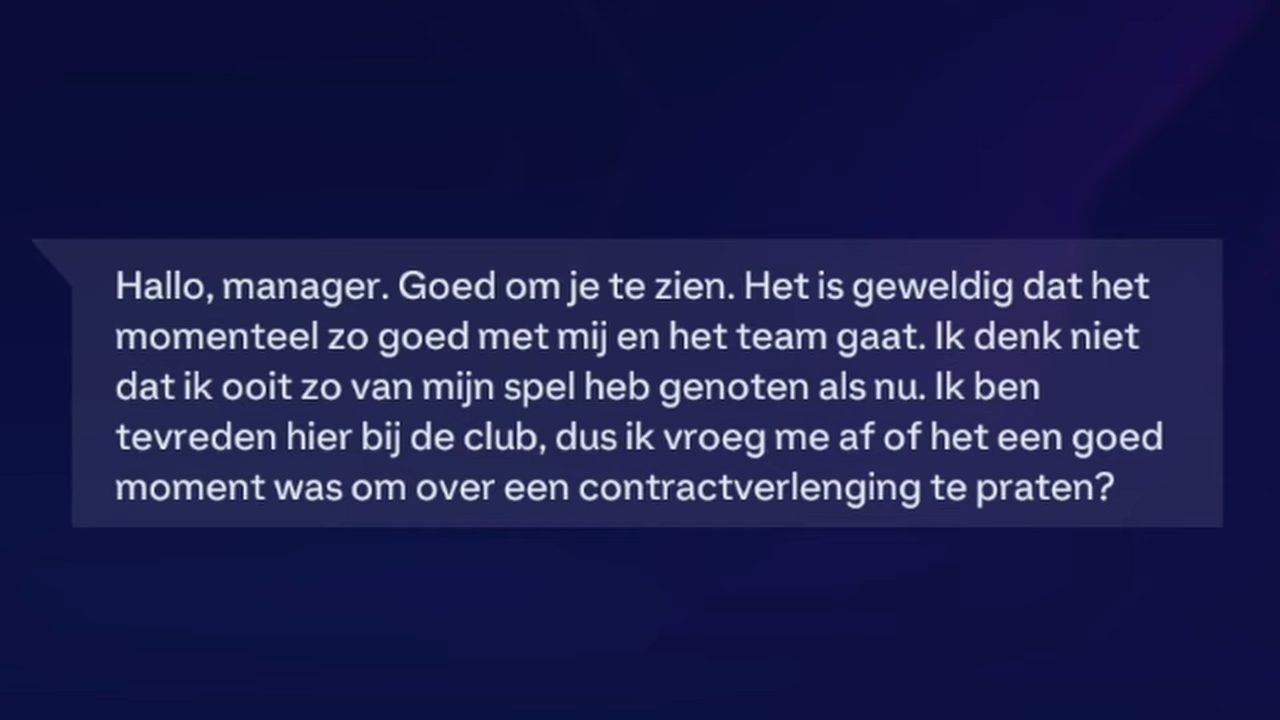 Hallo, manager. Goed om je te zien. Het is geweldig dat het
momenteel zo goed met mij en het team gaat. Ik denk niet
dat ik ooit zo van mijn spel heb genoten als nu. Ik ben
tevreden hier bij de club, dus ik vroeg me af of het een goed
moment was om over een contractverlenging te praten?